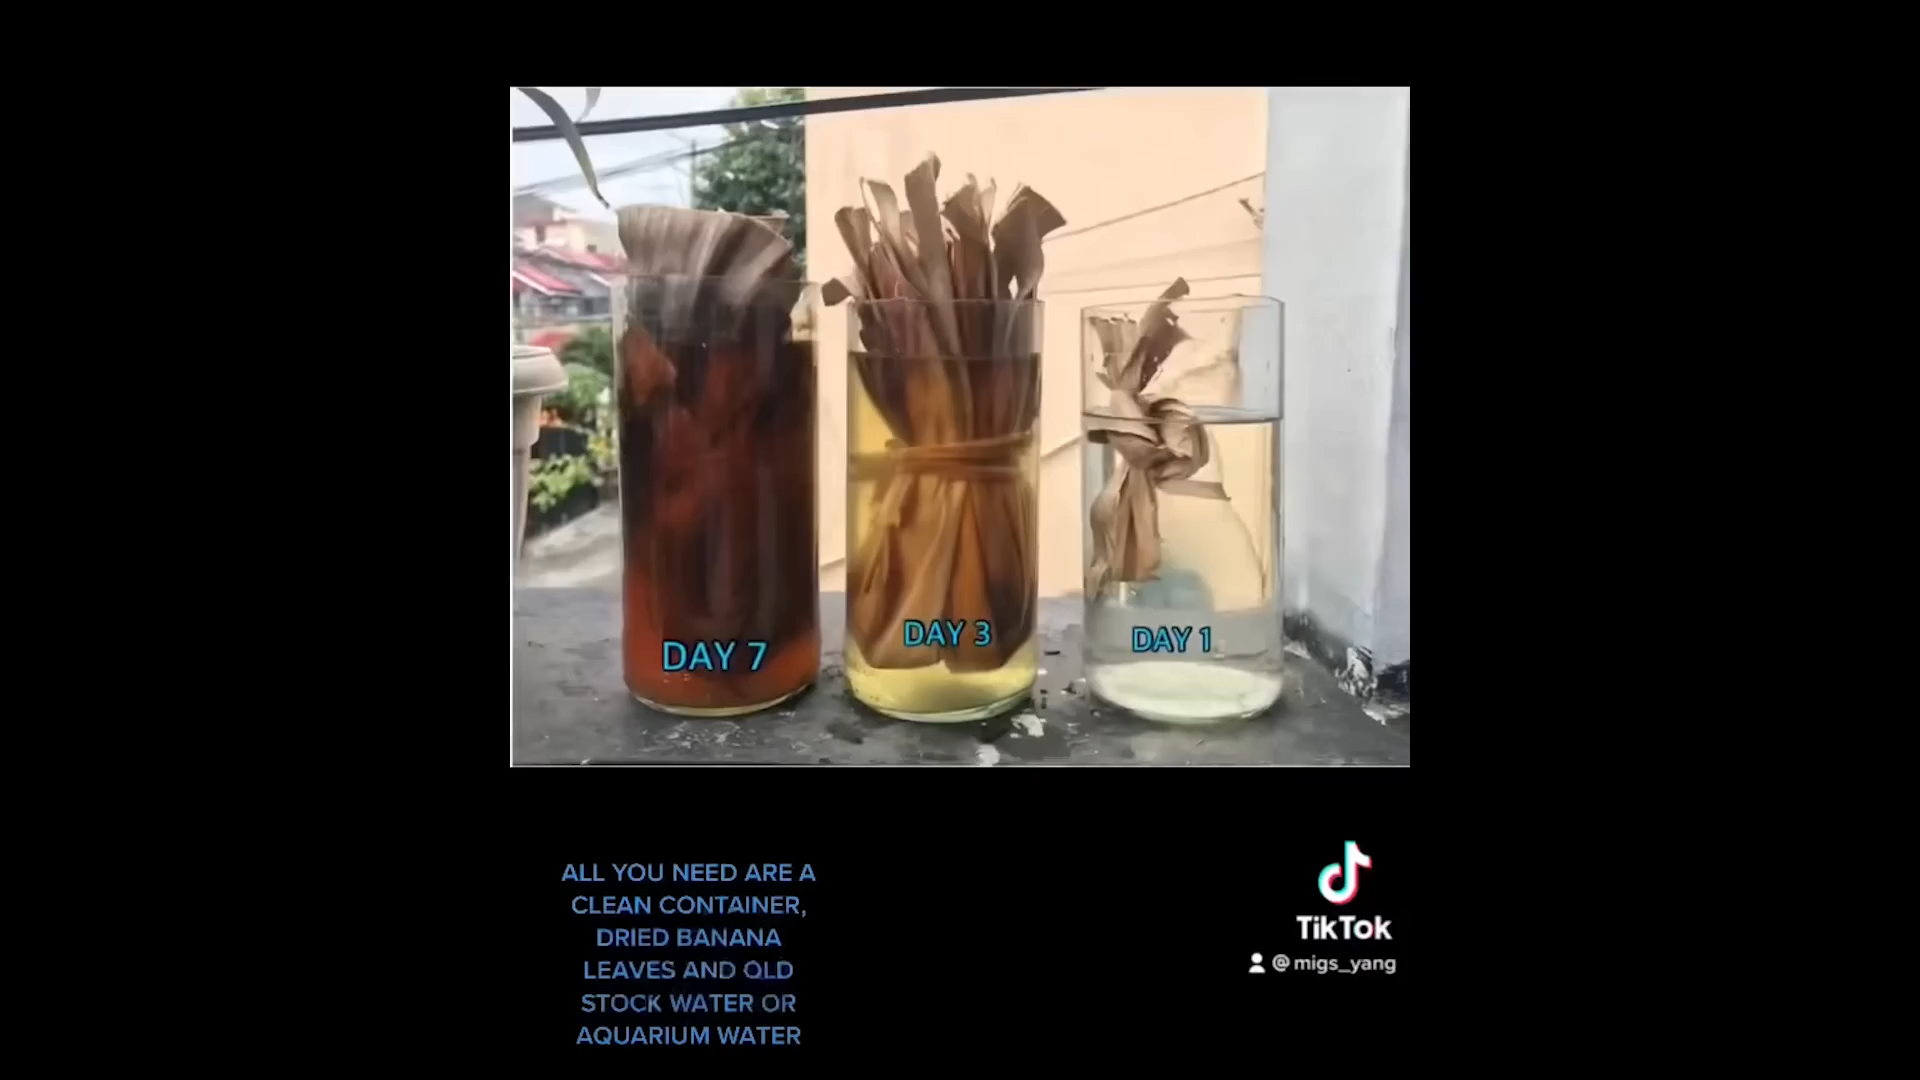 DAY 7
DAY 3
DAY 1
ALL YOU NEED ARE A
CLEAN CONTAINER,
DRIED BANANA
LEAVES AND OLD
STOCK WATER OR
AQUARIUM WATER
TikTok
@migs_yang